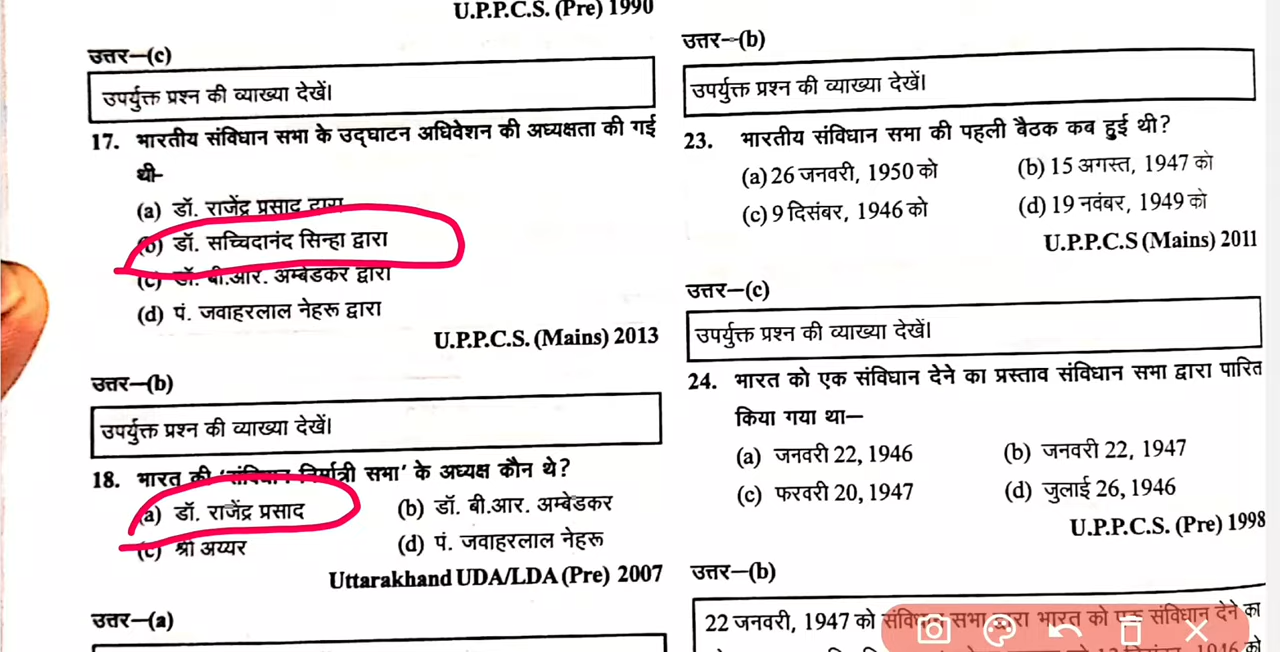 U.P.P.C.S. (Pre) 1990
उत्तर–(c)
उपर्युक्त प्रश्न की व्याख्या देखें।
17. भारतीय संविधान सभा के उद्घाटन अधिवेशन की अध्यक्षता की गई
थी-
(a) डॉ. राजेंद्र प्रसाद द्वारा
(b) डॉ. सच्चिदानंद सिन्हा द्वारा
(c) डॉ. बी.आर. अम्बेडकर द्वारा
(d) पं. जवाहरलाल नेहरू द्वारा
U.P.P.C.S. (Mains) 2013
उत्तर–(b)
उपर्युक्त प्रश्न की व्याख्या देखें।
18. भारत की 'संविधान निर्मात्री सभा' के अध्यक्ष कौन थे?
(a) डॉ. राजेंद्र प्रसाद (b) डॉ. बी.आर. अम्बेडकर
(c) श्री अय्यर (d) पं. जवाहरलाल नेहरू
Uttarakhand UDA/LDA (Pre) 2007
उत्तर–(a)
उत्तर–(b)
उपर्युक्त प्रश्न की व्याख्या देखें।
23. भारतीय संविधान सभा की पहली बैठक कब हुई थी?
(a) 26 जनवरी, 1950 को (b) 15 अगस्त, 1947 को
(c) 9 दिसंबर, 1946 को (d) 19 नवंबर, 1949 को
U.P.P.C.S (Mains) 2011
उत्तर–(c)
उपर्युक्त प्रश्न की व्याख्या देखें।
24. भारत को एक संविधान देने का प्रस्ताव संविधान सभा द्वारा पारित
किया गया था—
(a) जनवरी 22, 1946 (b) जनवरी 22, 1947
(c) फरवरी 20, 1947 (d) जुलाई 26, 1946
U.P.P.C.S. (Pre) 1998
उत्तर–(b)
22 जनवरी, 1947 को संविधान सभा द्वारा भारत को एक संविधान देने का